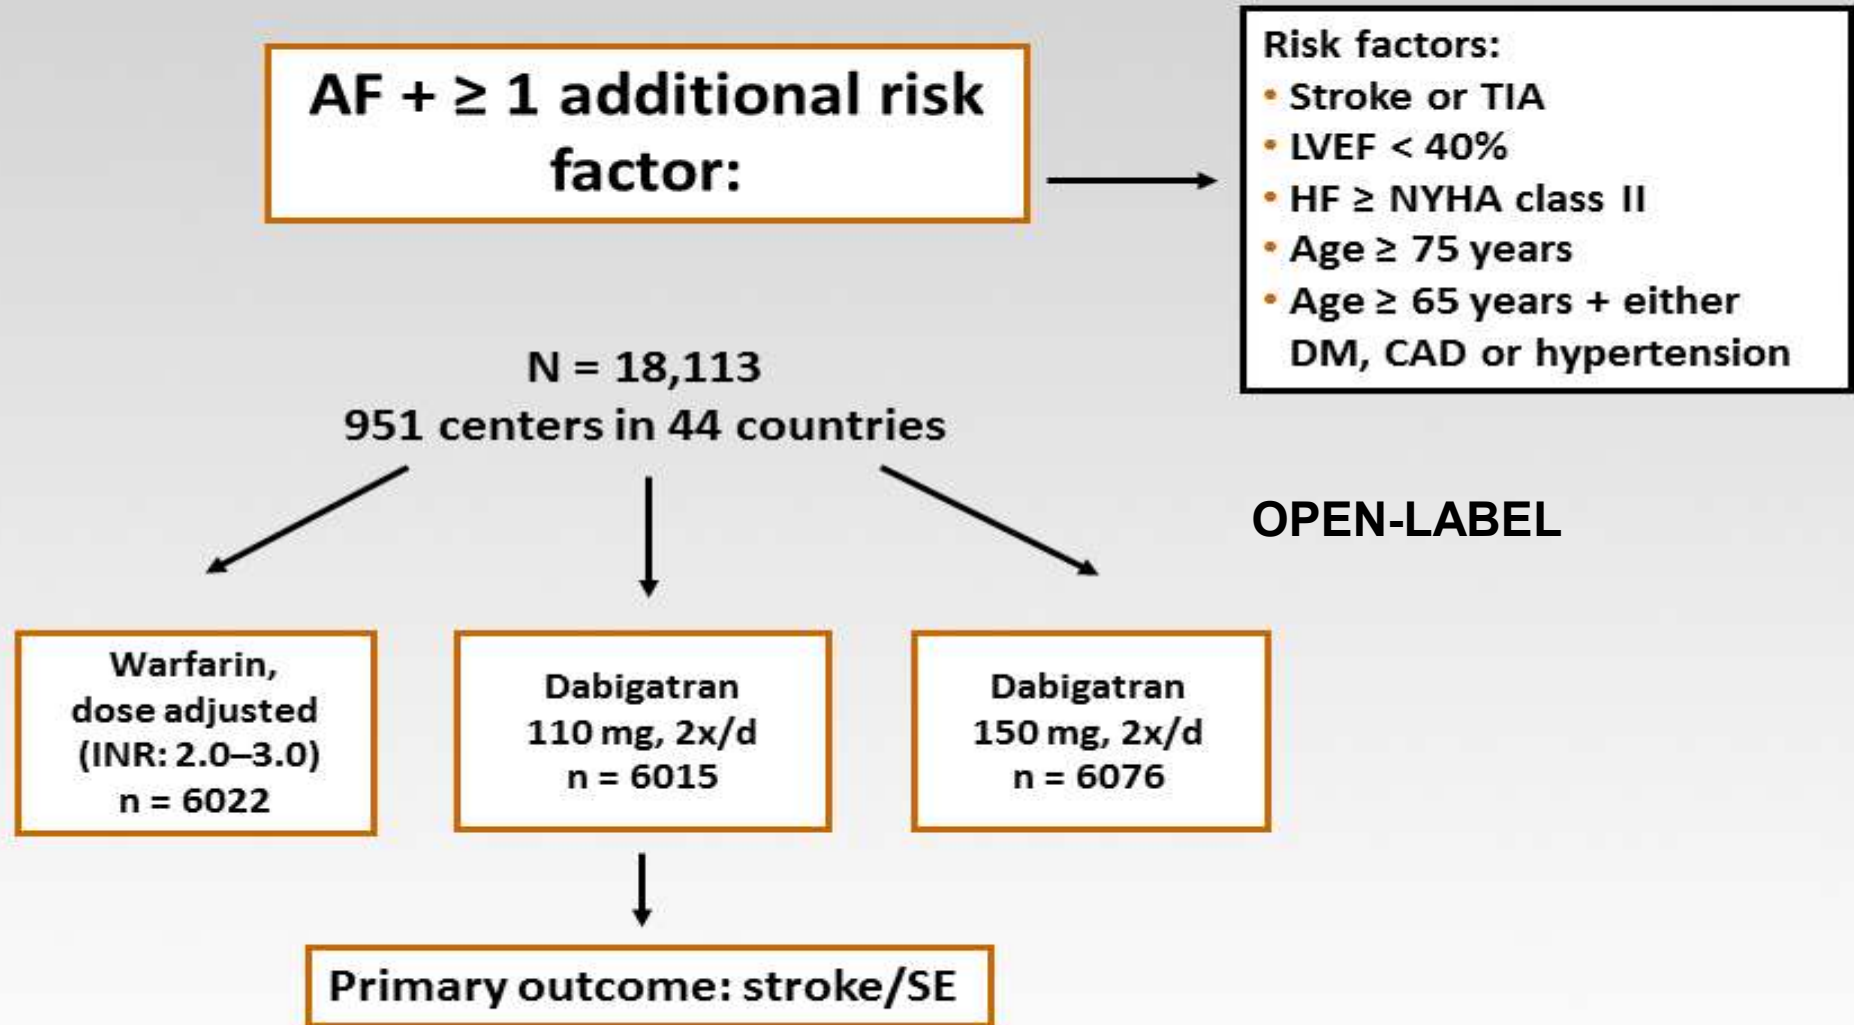 AF + ≥ 1 additional risk
factor:
Risk factors:
• Stroke or TIA
• LVEF < 40%
• HF ≥ NYHA class II
• Age ≥ 75 years
• Age ≥ 65 years + either
DM, CAD or hypertension
N = 18,113
951 centers in 44 countries
OPEN-LABEL
Warfarin,
dose adjusted
(INR: 2.0–3.0)
n = 6022
Dabigatran
110 mg, 2x/d
n = 6015
Dabigatran
150 mg, 2x/d
n = 6076
Primary outcome: stroke/SE